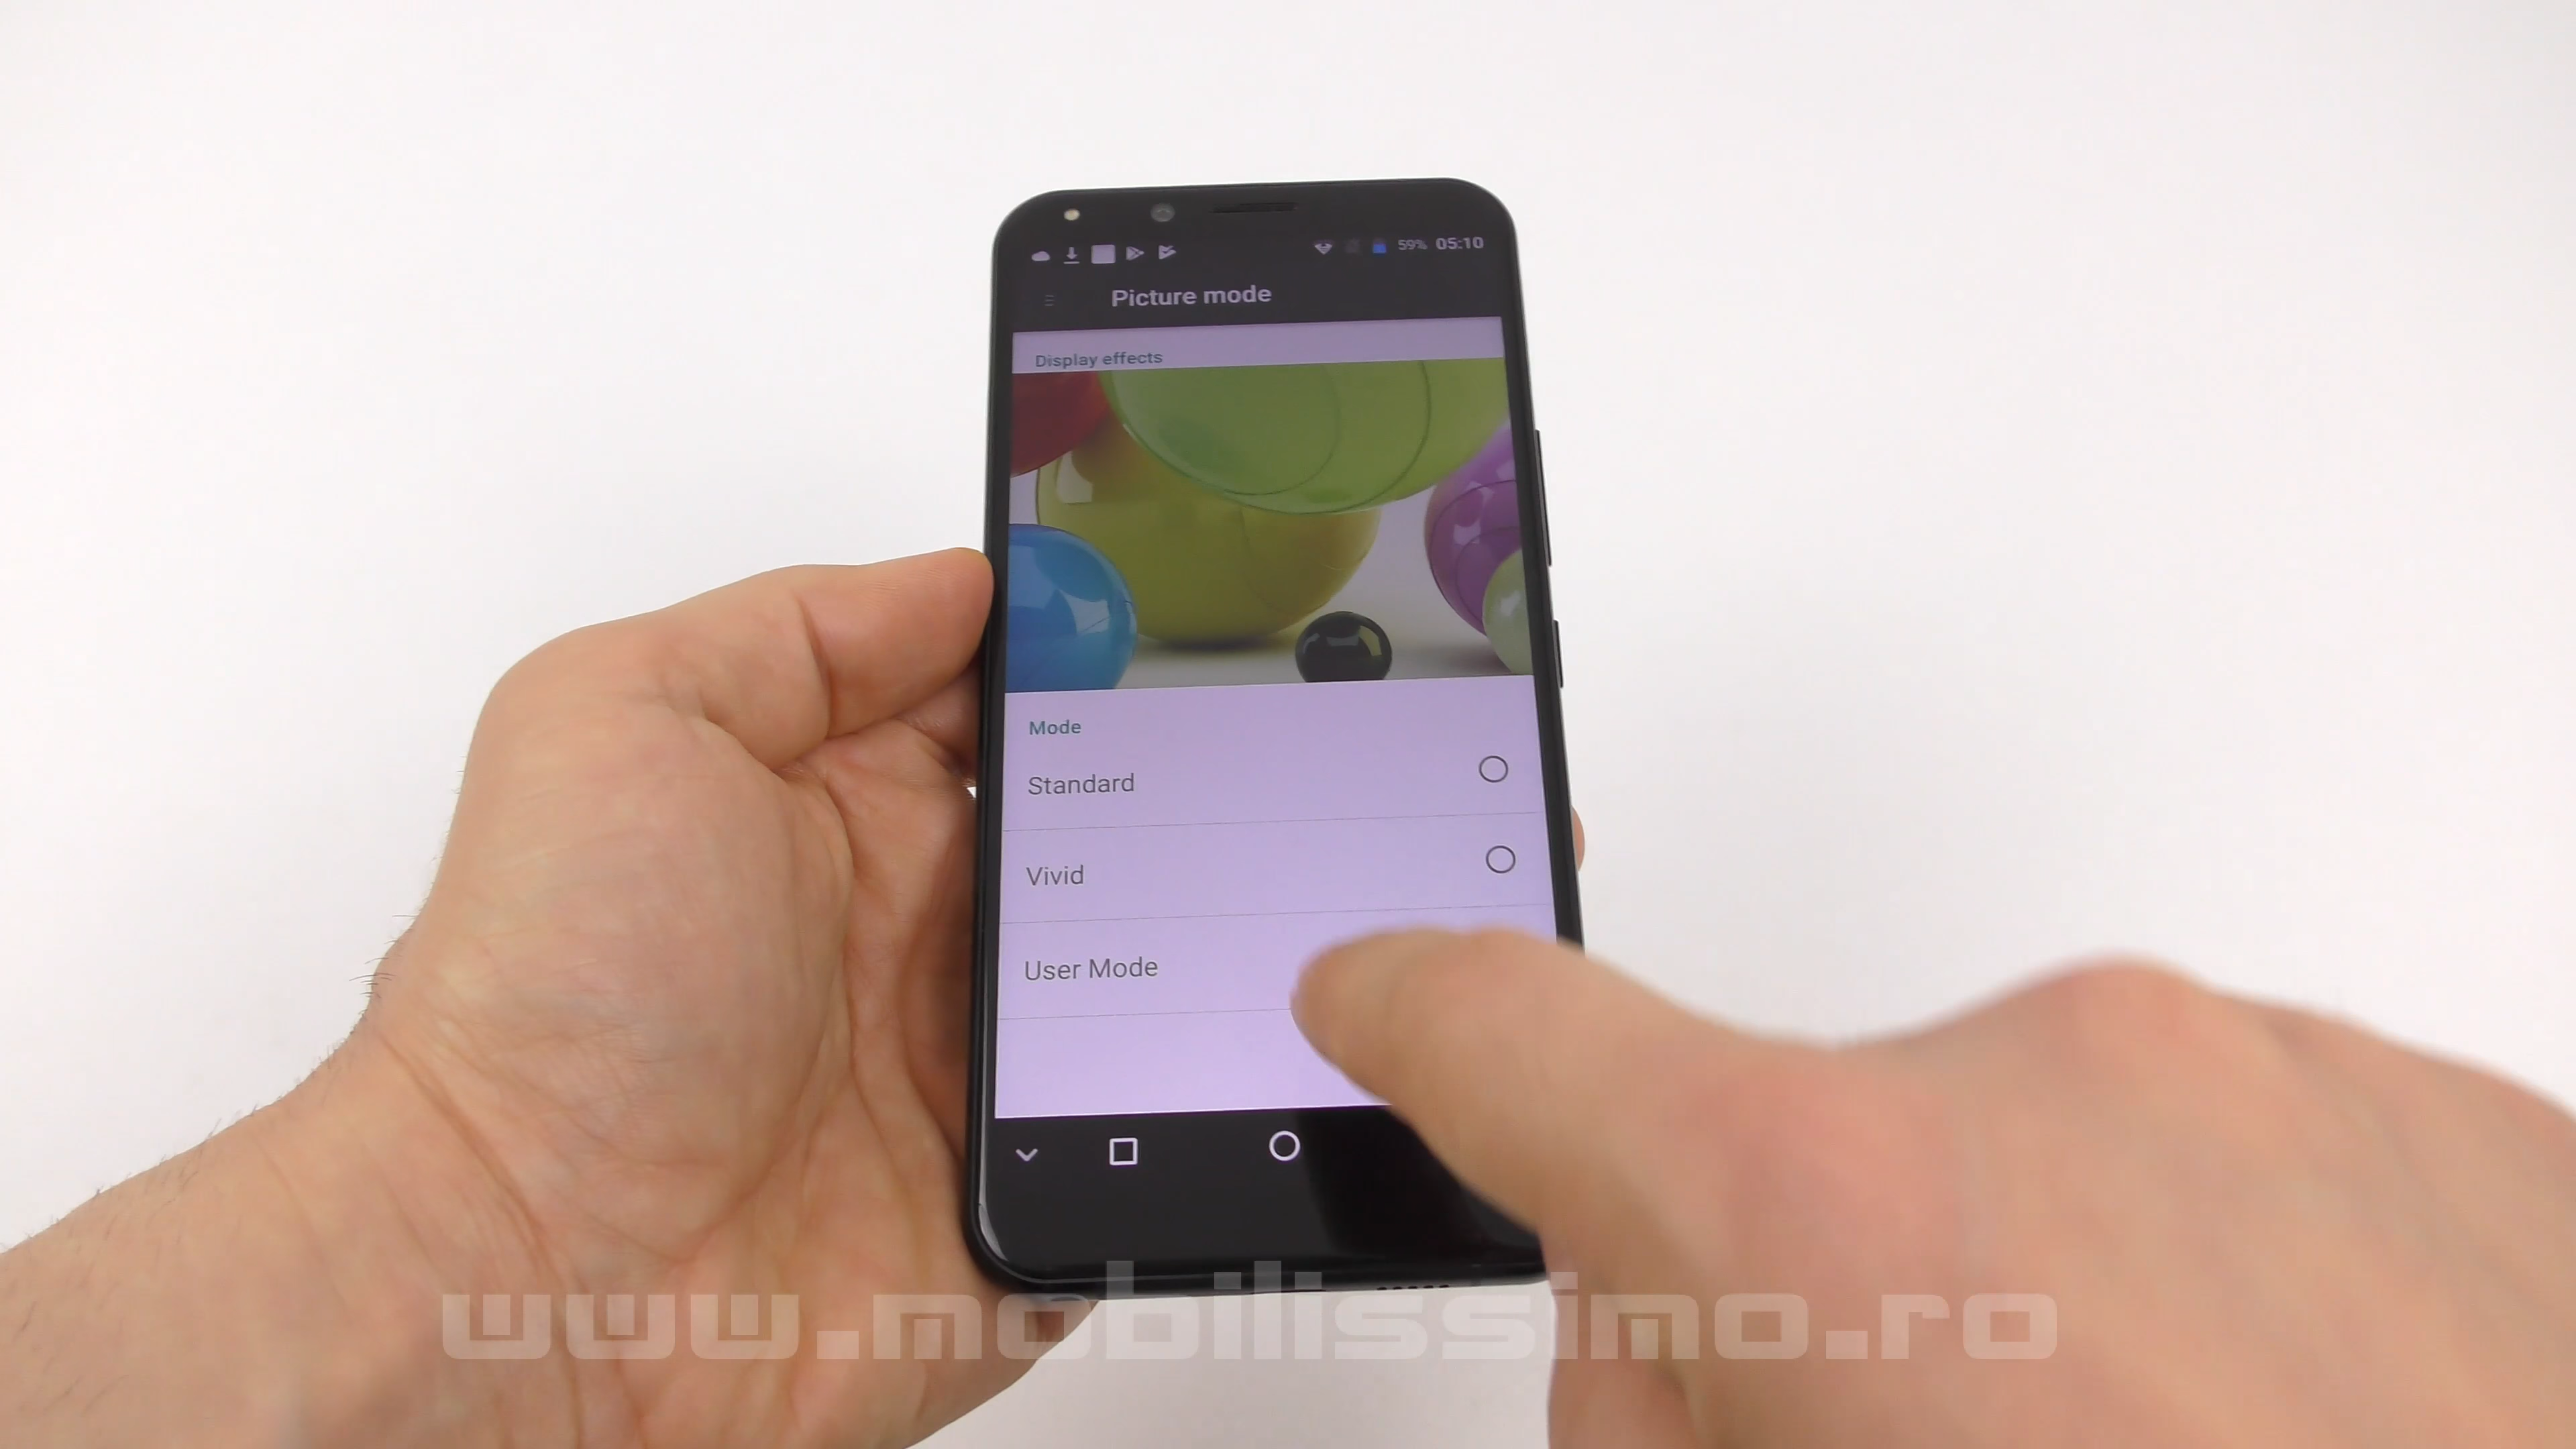 59% 05:10
Picture mode
Display effects
Mode
Standard
Vivid
User Mode
www.mobilissimo.ro